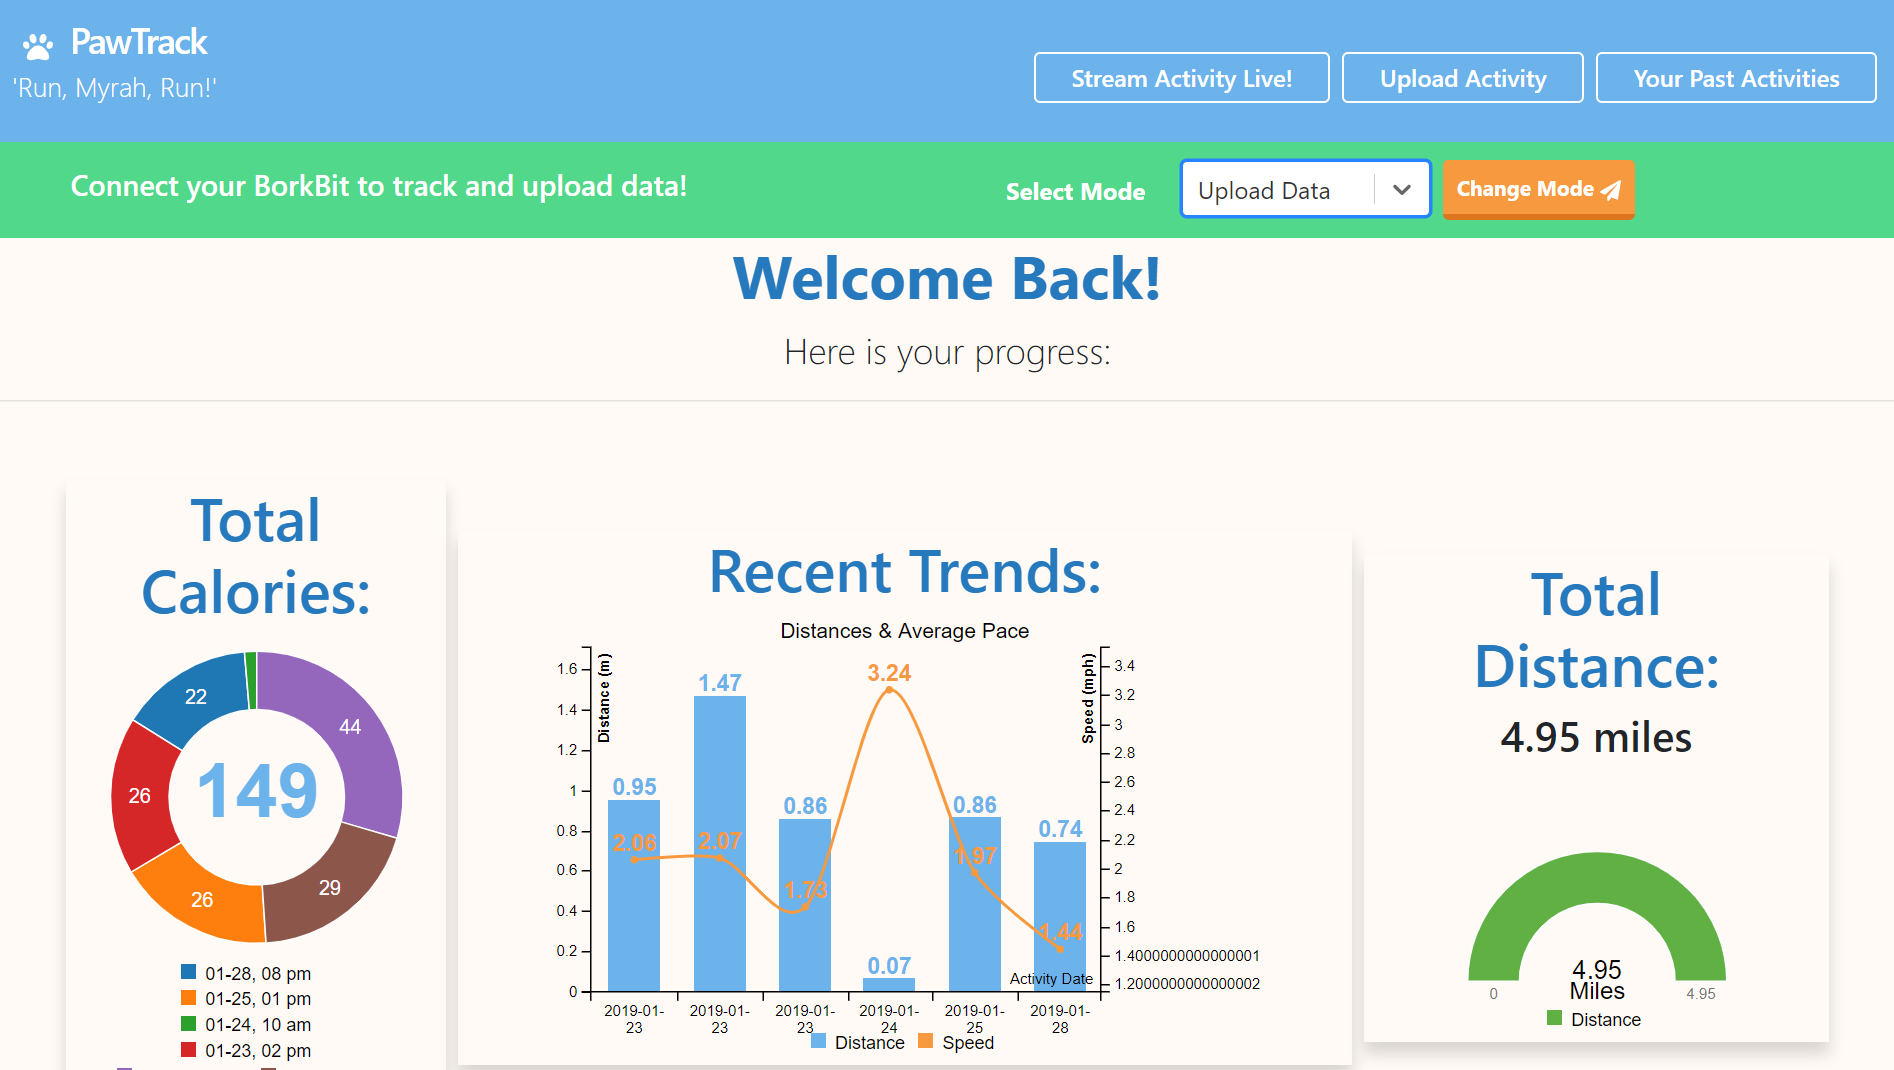 PawTrack
'Run, Myrah, Run!'
Stream Activity Live!
Upload Activity
Your Past Activities
Connect your BorkBit to track and upload data!
Select Mode
Upload Data
Change Mode
Welcome Back!
Here is your progress:
Total
Calories:
44
29
26
26
22
149
01-28, 08 pm
01-25, 01 pm
01-24, 10 am
01-23, 02 pm
Recent Trends:
Distances & Average Pace
Distance (m)
1.6
1.4
1.2
1
0.8
0.6
0.4
0.2
0
0.95
1.47
0.86
0.07
0.86
0.74
2.06
2.07
1.73
3.24
1.97
1.44
Speed (mph)
3.4
3.2
3
2.8
2.6
2.4
2.2
2
1.8
1.6
1.4000000000000001
1.2000000000000002
Activity Date
2019-01-
23
2019-01-
23
2019-01-
23
2019-01-
24
2019-01-
25
2019-01-
28
Distance
Speed
Total
Distance:
4.95 miles
4.95
Miles
0
4.95
Distance